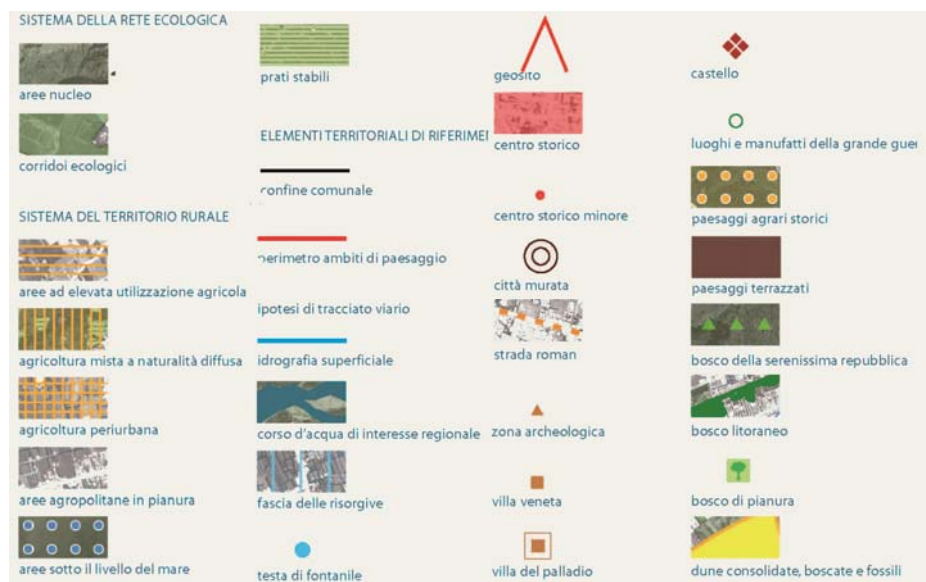 SISTEMA DELLA RETE ECOLOGICA
aree nucleo
corridoi ecologici
SISTEMA DEL TERRITORIO RURALE
aree ad elevata utilizzazione agricola
agricoltura mista a naturalità diffusa
agricoltura periurbana
aree agropolitane in pianura
aree sotto il livello del mare
prati stabili
ELEMENTI TERRITORIALI DI RIFERIMEI
confine comunale
perimetro ambiti di paesaggio
ipotesi di tracciato viario
idrografia superficiale
corso d'acqua di interesse regionale
fascia delle risorgive
testa di fontanile
geosito
centro storico
centro storico minore
città murata
strada roman
zona archeologica
villa veneta
villa del palladio
castello
luoghi e manufatti della grande guei
paesaggi agrari storici
paesaggi terrazzati
bosco della serenissima repubblica
bosco litoraneo
bosco di pianura
dune consolidate, boscate e fossili